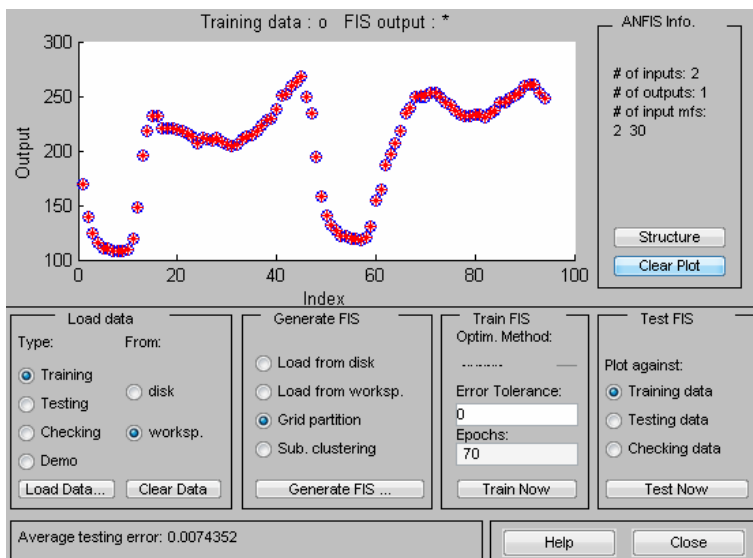 Training data : o   FIS output : *
300
250
200
150
100
Output
0
20
40
60
80
100
Index
ANFIS Info.
# of inputs: 2
# of outputs: 1
# of input mfs:
2  30
Structure
Clear Plot
Load data
Type:
From:
Training
Testing
Checking
Demo
disk
worksp.
Load Data...
Clear Data
Generate FIS
Load from disk
Load from worksp.
Grid partition
Sub. clustering
Generate FIS ...
Train FIS
Optim. Method:
Error Tolerance:
0
Epochs:
70
Train Now
Test FIS
Plot against:
Training data
Testing data
Checking data
Test Now
Average testing error: 0.0074352
Help
Close